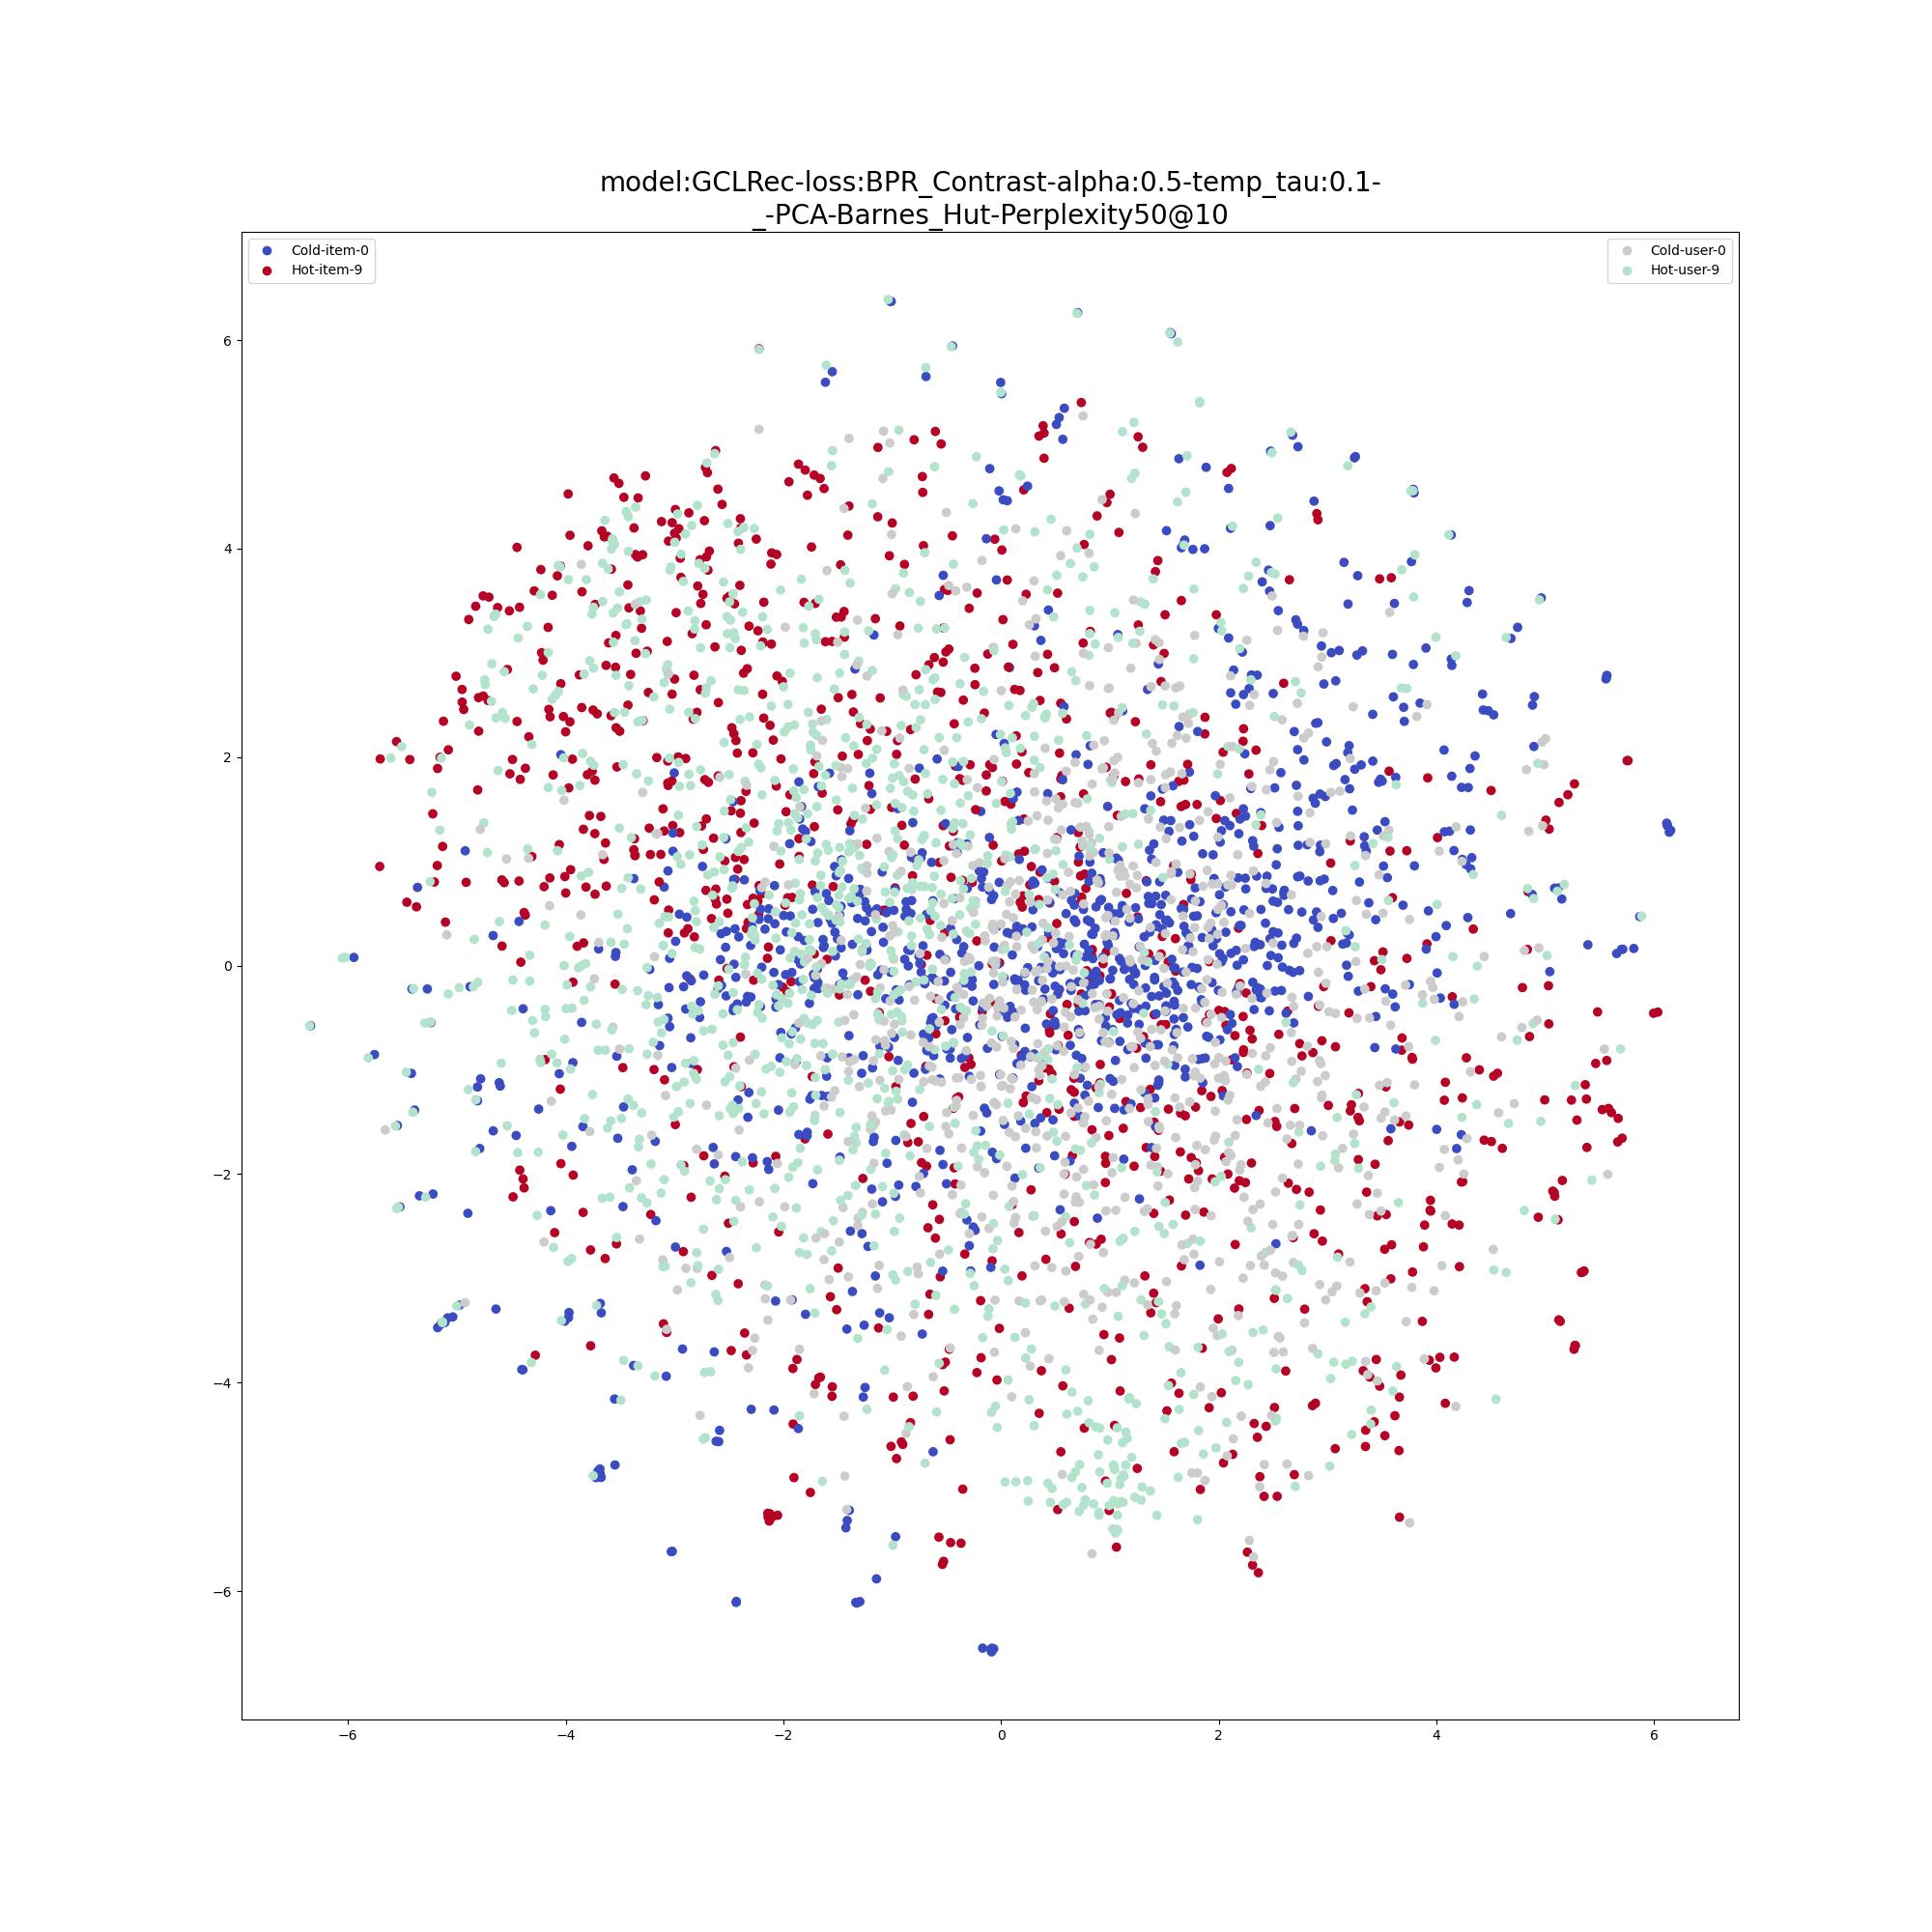 model:GCLRec-loss:BPR_Contrast-alpha:0.5-temp_tau:0.1-
_-PCA-Barnes_Hut-Perplexity50@10
Cold-item-0
Hot-item-9
Cold-user-0
Hot-user-9
6
4
2
0
−2
−4
−6
−6
−4
−2
0
2
4
6